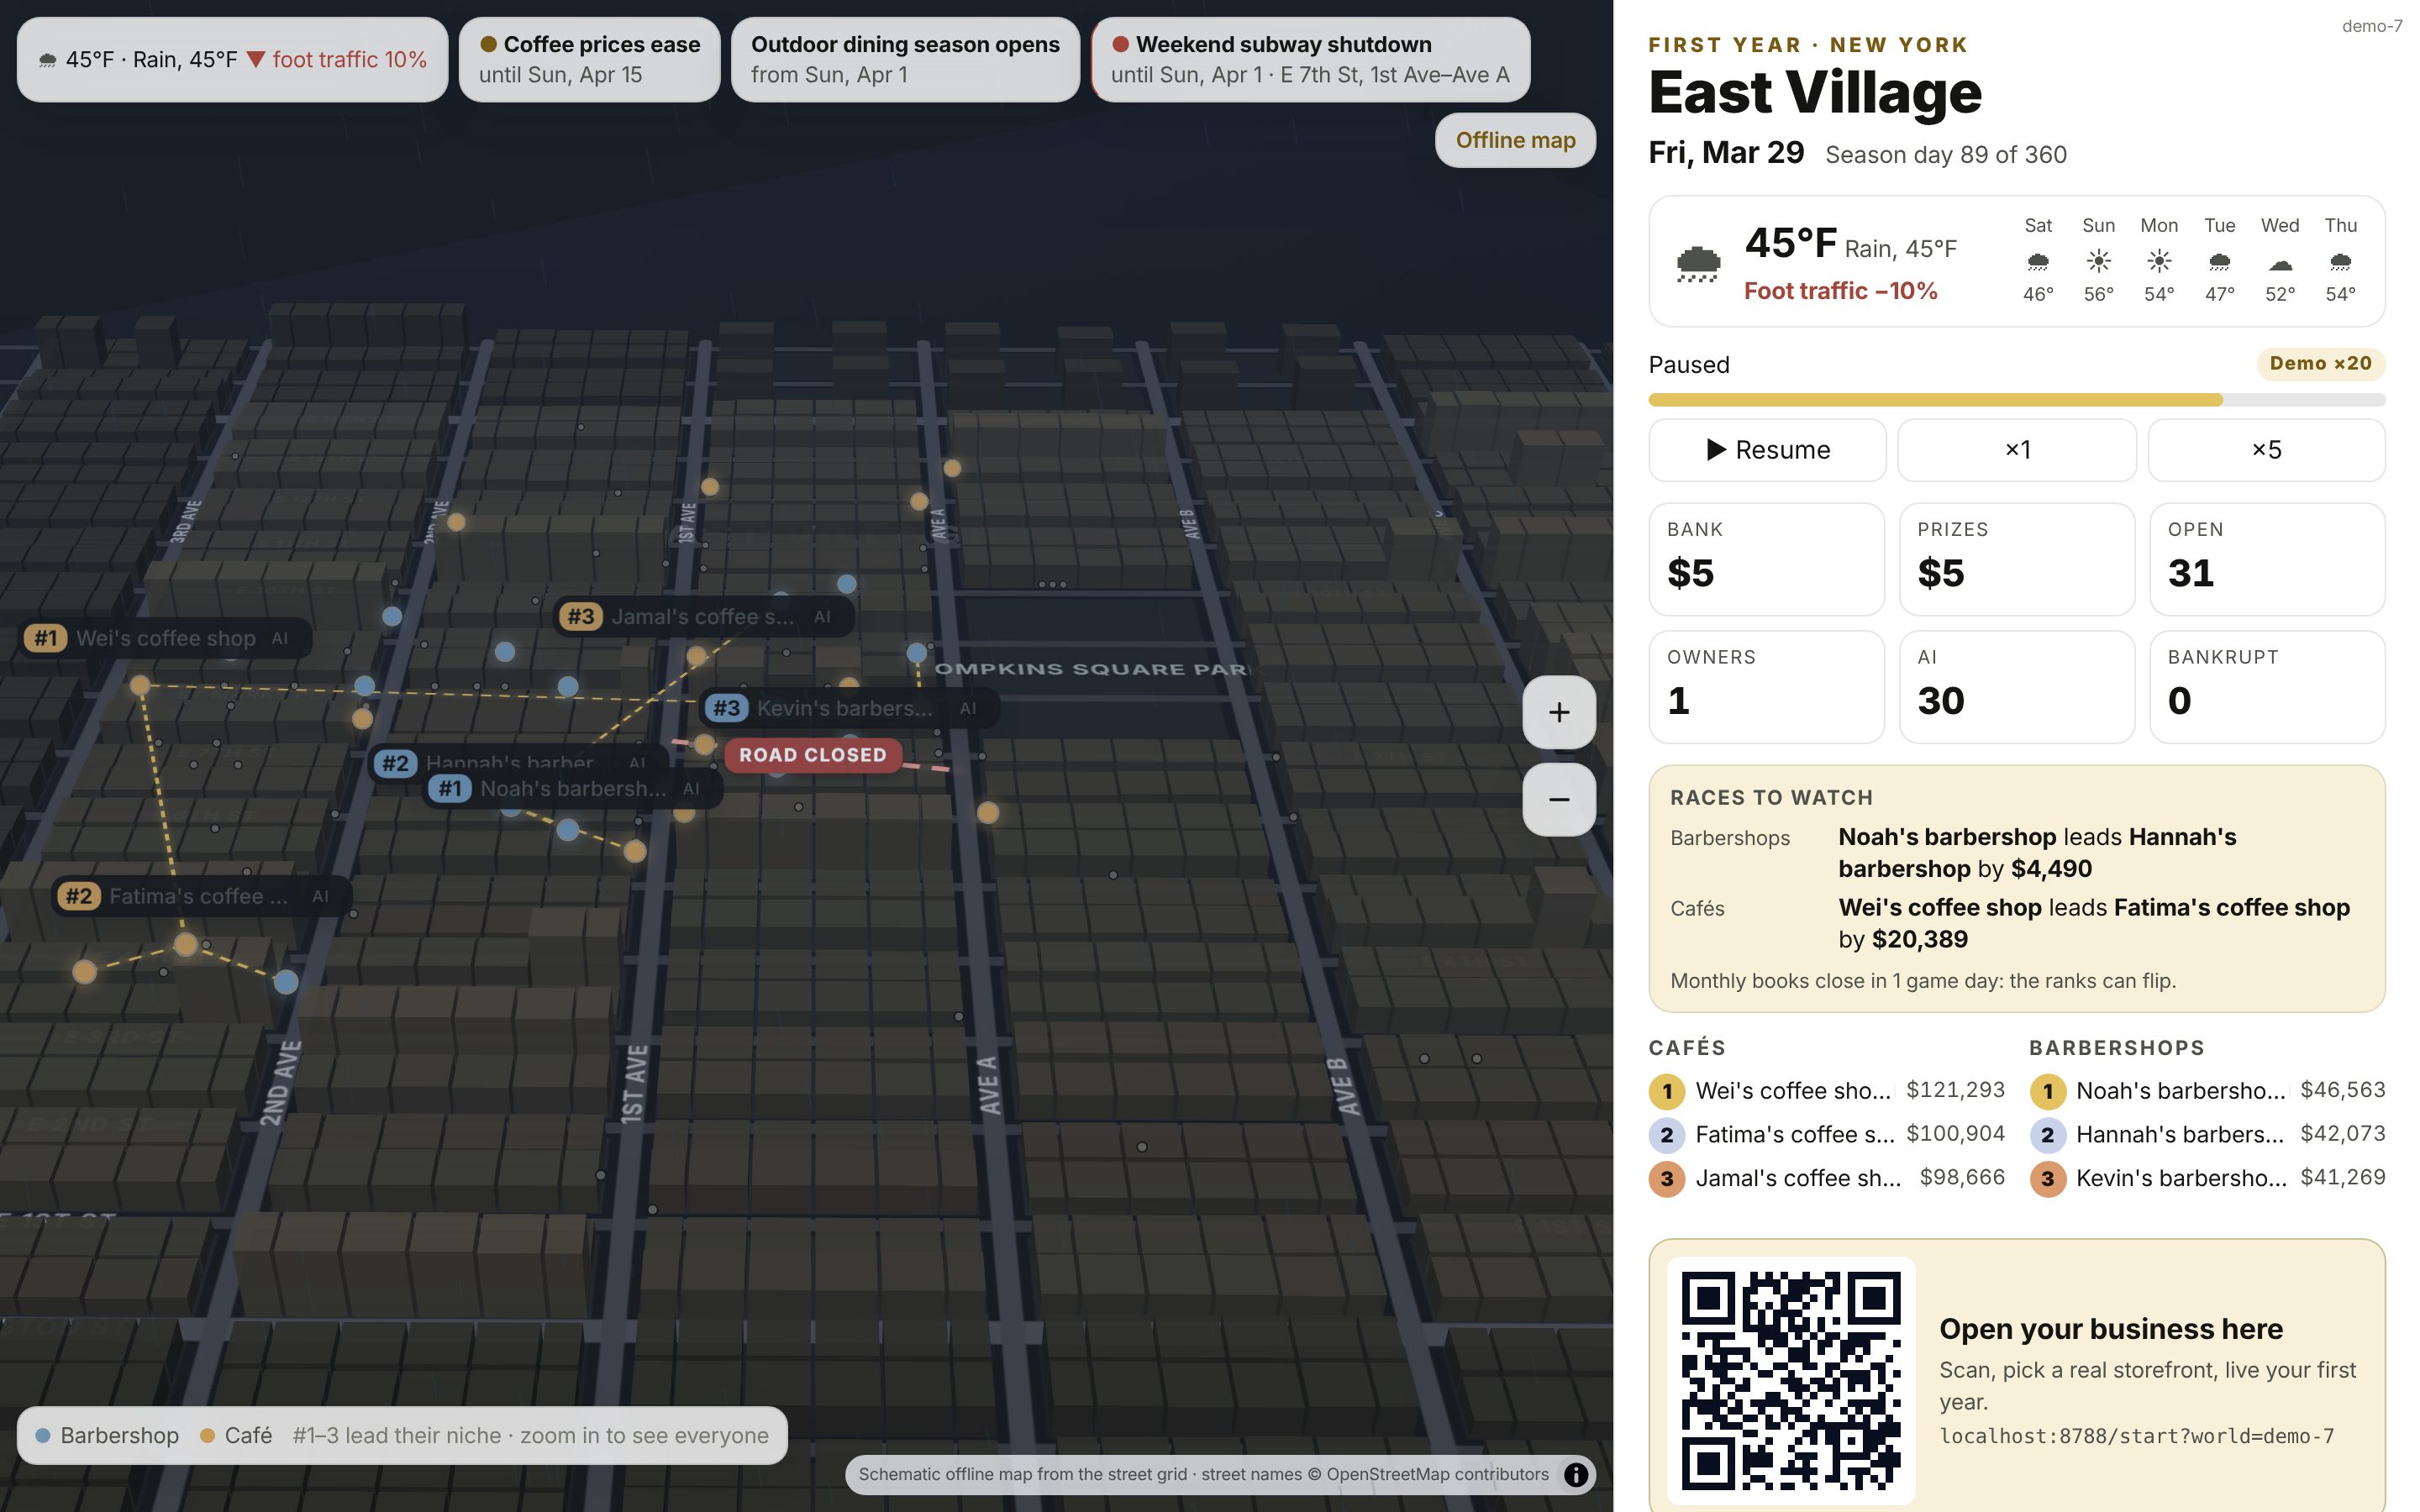 45°F · Rain, 45°F ▼ foot traffic 10%
Coffee prices ease
until Sun, Apr 15
Outdoor dining season opens
from Sun, Apr 1
Weekend subway shutdown
until Sun, Apr 1 · E 7th St, 1st Ave–Ave A
Offline map
3RD AVE
1ST AVE
AVE A
AVE B
#1 Wei's coffee shop AI
#3 Jamal's coffee s... AI
OMPKINS SQUARE PAR
#3 Kevin's barbers... AI
ROAD CLOSED
#2 Hannah's barber... AI
#1 Noah's barbersh... AI
#2 Fatima's coffee ... AI
+
−
E 3RD ST
2ND AVE
1ST AVE
AVE A
AVE B
E 2ND ST
E 1ST ST
Barbershop Café #1–3 lead their niche · zoom in to see everyone
Schematic offline map from the street grid · street names © OpenStreetMap contributors
demo-7
FIRST YEAR · NEW YORK
East Village
Fri, Mar 29 Season day 89 of 360
45°F Rain, 45°F
Foot traffic −10%
Sat Sun Mon Tue Wed Thu
46° 56° 54° 47° 52° 54°
Paused Demo ×20
▶ Resume ×1 ×5
BANK PRIZES OPEN
$5 $5 31
OWNERS AI BANKRUPT
1 30 0
RACES TO WATCH
Barbershops Noah's barbershop leads Hannah's
barbershop by $4,490
Cafés Wei's coffee shop leads Fatima's coffee shop
by $20,389
Monthly books close in 1 game day: the ranks can flip.
CAFÉS
1 Wei's coffee sho... $121,293
2 Fatima's coffee s... $100,904
3 Jamal's coffee sh... $98,666
BARBERSHOPS
1 Noah's barbersho... $46,563
2 Hannah's barbers... $42,073
3 Kevin's barbersho... $41,269
Open your business here
Scan, pick a real storefront, live your first
year.
localhost:8788/start?world=demo-7